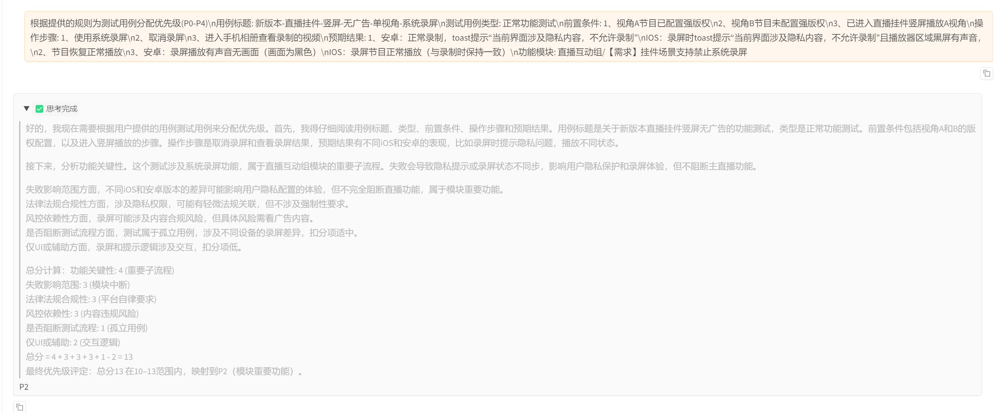 根据提供的规则为测试用例分配优先级(P0-P4)\n用例标题: 新版本-直播挂件-竖屏-无广告-单视角-系统录屏\n测试用例类型: 正常功能测试\n前置条件: 1、视角A节目已配置强版权\n2、视角B节目未配置强版权\n3、已进入直播挂件竖屏播放A视角\n操
作步骤: 1、使用系统录屏\n2、取消录屏\n3、进入手机相册查看录制的视频\n预期结果: 1、安卓：正常录制，toast提示“当前界面涉及隐私内容，不允许录制”\nIOS：录屏时toast提示“当前界面涉及隐私内容，不允许录制”且播放器区域黑屏有声音，
\n2、节目恢复正常播放\n3、安卓：录屏播放有声音无画面（画面为黑色）\nIOS：录屏节目正常播放（与录制时保持一致）\n功能模块: 直播互动组/【需求】挂件场景支持禁止系统录屏
▼ ✅ 思考完成
好的，我现在需要根据用户提供的用例测试用例来分配优先级。首先，我得仔细阅读用例标题、类型、前置条件、操作步骤和预期结果。用例标题是关于新版本直播挂件竖屏无广告的功能测试，类型是正常功能测试。前置条件包括视角A和B的版
权配置，以及进入竖屏播放的步骤。操作步骤是取消录屏和查看录屏结果，预期结果有不同iOS和安卓的表现，比如录屏时提示隐私问题，播放不同状态。
接下来，分析功能关键性。这个测试涉及系统录屏功能，属于直播互动组模块的重要子流程。失败会导致隐私提示或录屏状态不同步，影响用户隐私保护和录屏体验，但不阻断主直播功能。
失败影响范围方面，不同iOS和安卓版本的差异可能影响用户隐私配置的体验，但不完全阻断直播功能，属于模块重要功能。
法律法规合规性方面，涉及隐私权限，可能有轻微法规关联，但不涉及强制性要求。
风控依赖性方面，录屏可能涉及内容合规风险，但具体风险需看广告内容。
是否阻断测试流程方面，测试属于孤立用例，涉及不同设备的录屏差异，扣分项适中。
仅UI或辅助方面，录屏和提示逻辑涉及交互，扣分项低。
总分计算：功能关键性: 4 (重要子流程)
失败影响范围: 3 (模块中断)
法律法规合规性: 3 (平台自律要求)
风控依赖性: 3 (内容违规风险)
是否阻断测试流程: 1 (孤立用例)
仅UI或辅助: 2 (交互逻辑)
总分 = 4 + 3 + 3 + 3 + 1 - 2 = 13
最终优先级评定：总分13 在10–13范围内，映射到P2（模块重要功能）。
P2